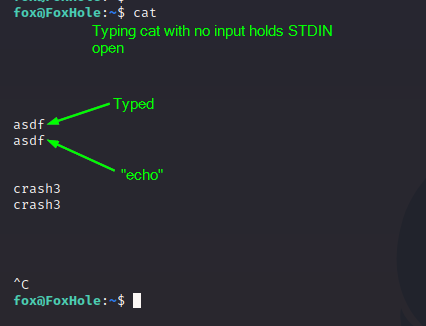 fox@FoxHole:~$ cat
Typing cat with no input holds STDIN
open
Typed
asdf
asdf
"echo"
crash3
crash3
^C
fox@FoxHole:~$